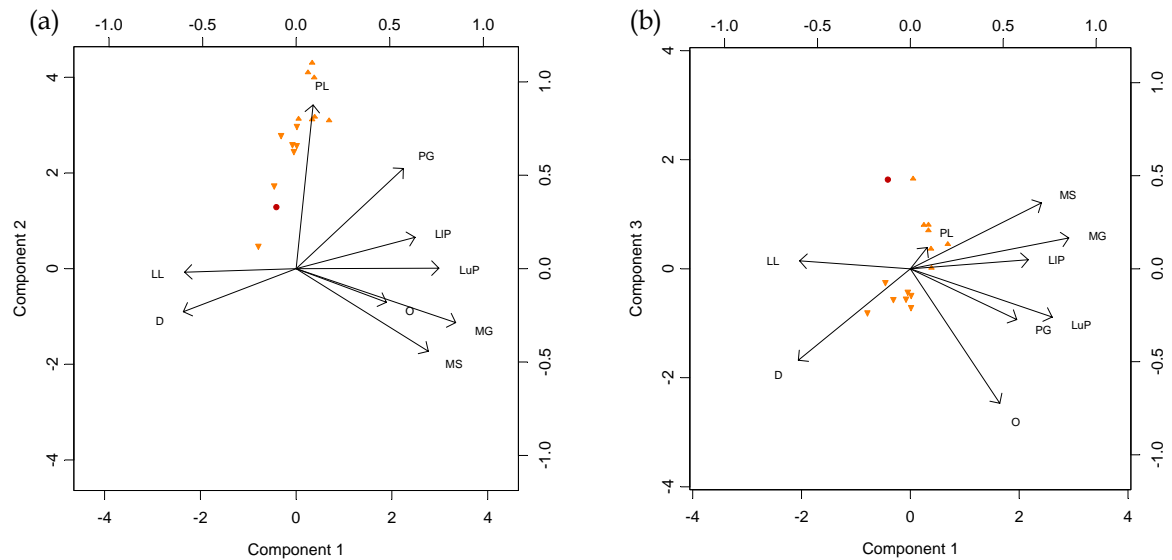 (a)
-1.0 -0.5 0.0 0.5 1.0
4 2 0 -2 -4
Component 2
PL
PG
LIP
LuP
LL
D
O
MG
MS
1.0 0.5 0.0 -0.5 -1.0
-4 -2 0 2 4
Component 1
(b)
-1.0 -0.5 0.0 0.5 1.0
4 2 0 -2 -4
Component 3
MS
MG
PL
LIP
LL
PG
LuP
D
O
1.0 0.5 0.0 -0.5 -1.0
-4 -2 0 2 4
Component 1